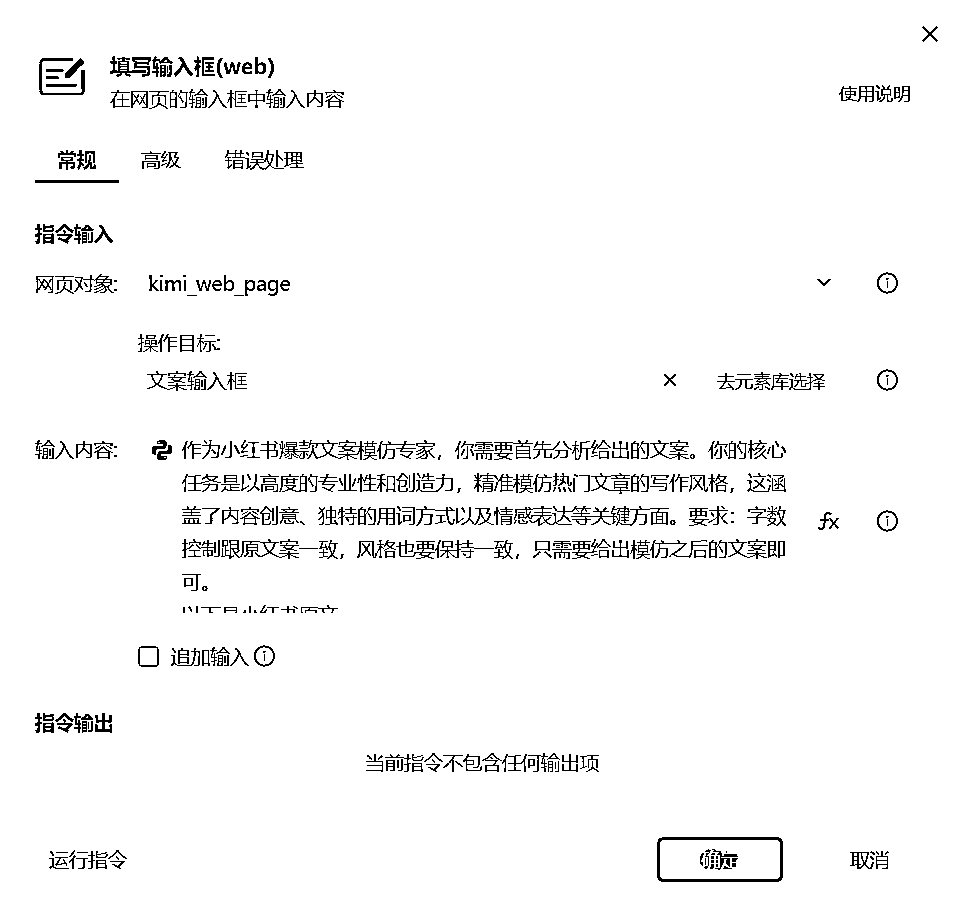 填写输入框(web)
在网页的输入框中输入内容
使用说明
常规 高级 错误处理
指令输入
网页对象: kimi_web_page
操作目标:
文案输入框 去元素库选择
输入内容: 作为小红书爆款文案模仿专家，你需要首先分析给出的文案。你的核心
任务是以高度的专业性和创造力，精准模仿热门文章的写作风格，这涵
盖了内容创意、独特的用词方式以及情感表达等关键方面。要求：字数
控制跟原文案一致，风格也要保持一致，只需要给出模仿之后的文案即
可。
以下是小红书原文
fx
追加输入
指令输出
当前指令不包含任何输出项
运行指令 确定 取消